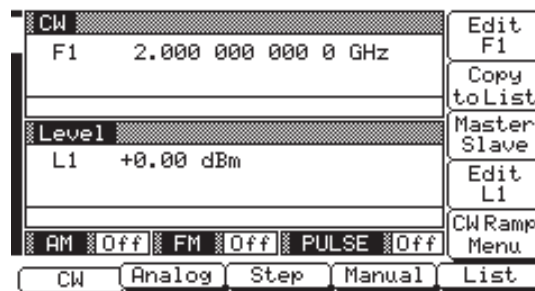 CW
F1 2.000 000 000 0 GHz
Level
L1 +0.00 dBm
AM Off FM Off PULSE Off
Edit
F1
Copy
to List
Master
Slave
Edit
L1
CW Ramp
Menu
CW Analog Step Manual List